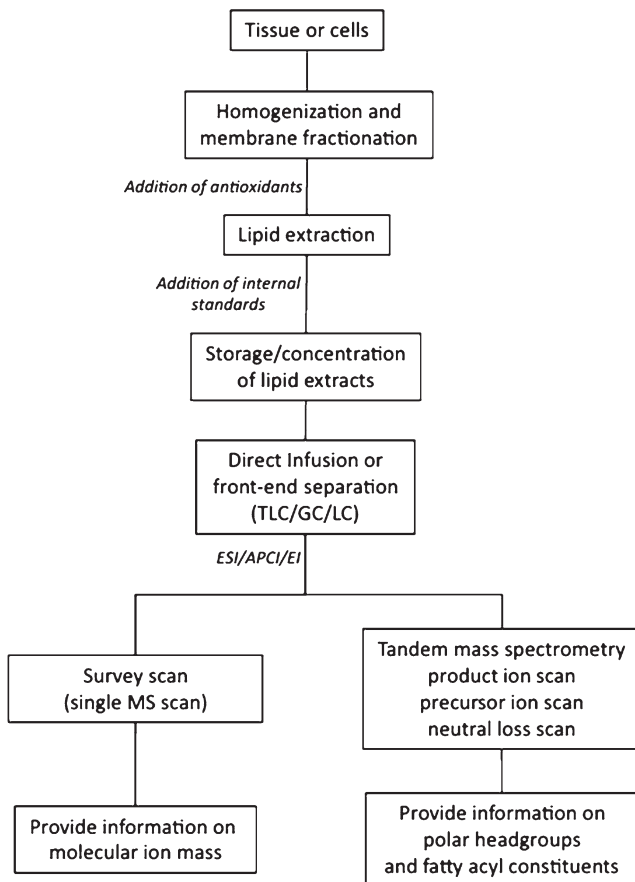 Tissue or cells
Homogenization and
membrane fractionation
Addition of antioxidants
Lipid extraction
Addition of internal
standards
Storage/concentration
of lipid extracts
Direct Infusion or
front-end separation
(TLC/GC/LC)
ESI/APCI/EI
Survey scan
(single MS scan)
Tandem mass spectrometry
product ion scan
precursor ion scan
neutral loss scan
Provide information on
molecular ion mass
Provide information on
polar headgroups
and fatty acyl constituents